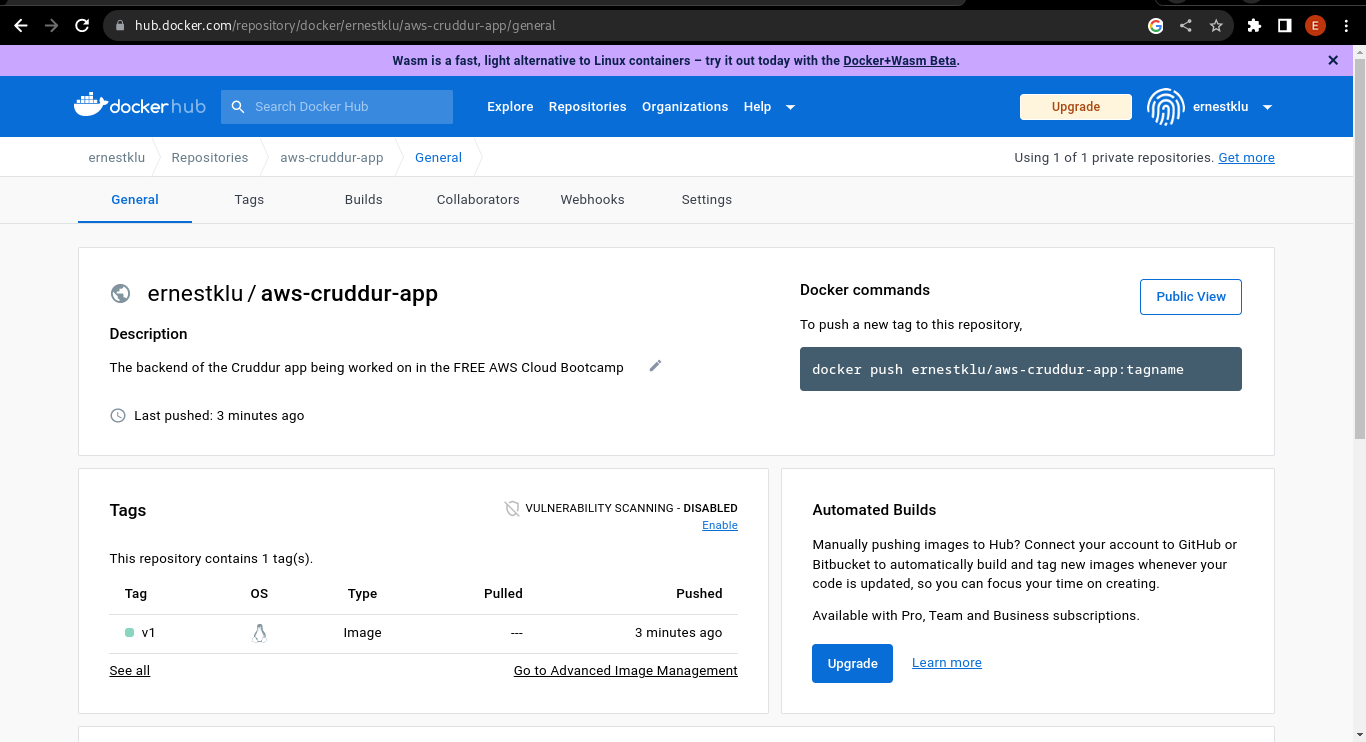 hub.docker.com/repository/docker/ernestklu/aws-cruddur-app/general
E
Wasm is a fast, light alternative to Linux containers – try it out today with the Docker+Wasm Beta.
dockerhub
Search Docker Hub
Explore Repositories Organizations Help
Upgrade
ernestklu
ernestklu Repositories aws-cruddur-app General
Using 1 of 1 private repositories. Get more
General Tags Builds Collaborators Webhooks Settings
ernestklu / aws-cruddur-app
Description
The backend of the Cruddur app being worked on in the FREE AWS Cloud Bootcamp
Last pushed: 3 minutes ago
Docker commands
Public View
To push a new tag to this repository,
docker push ernestklu/aws-cruddur-app:tagname
Tags
VULNERABILITY SCANNING - DISABLED
Enable
This repository contains 1 tag(s).
Tag OS Type Pulled Pushed
v1 Image --- 3 minutes ago
See all
Go to Advanced Image Management
Automated Builds
Manually pushing images to Hub? Connect your account to GitHub or
Bitbucket to automatically build and tag new images whenever your
code is updated, so you can focus your time on creating.
Available with Pro, Team and Business subscriptions.
Upgrade
Learn more